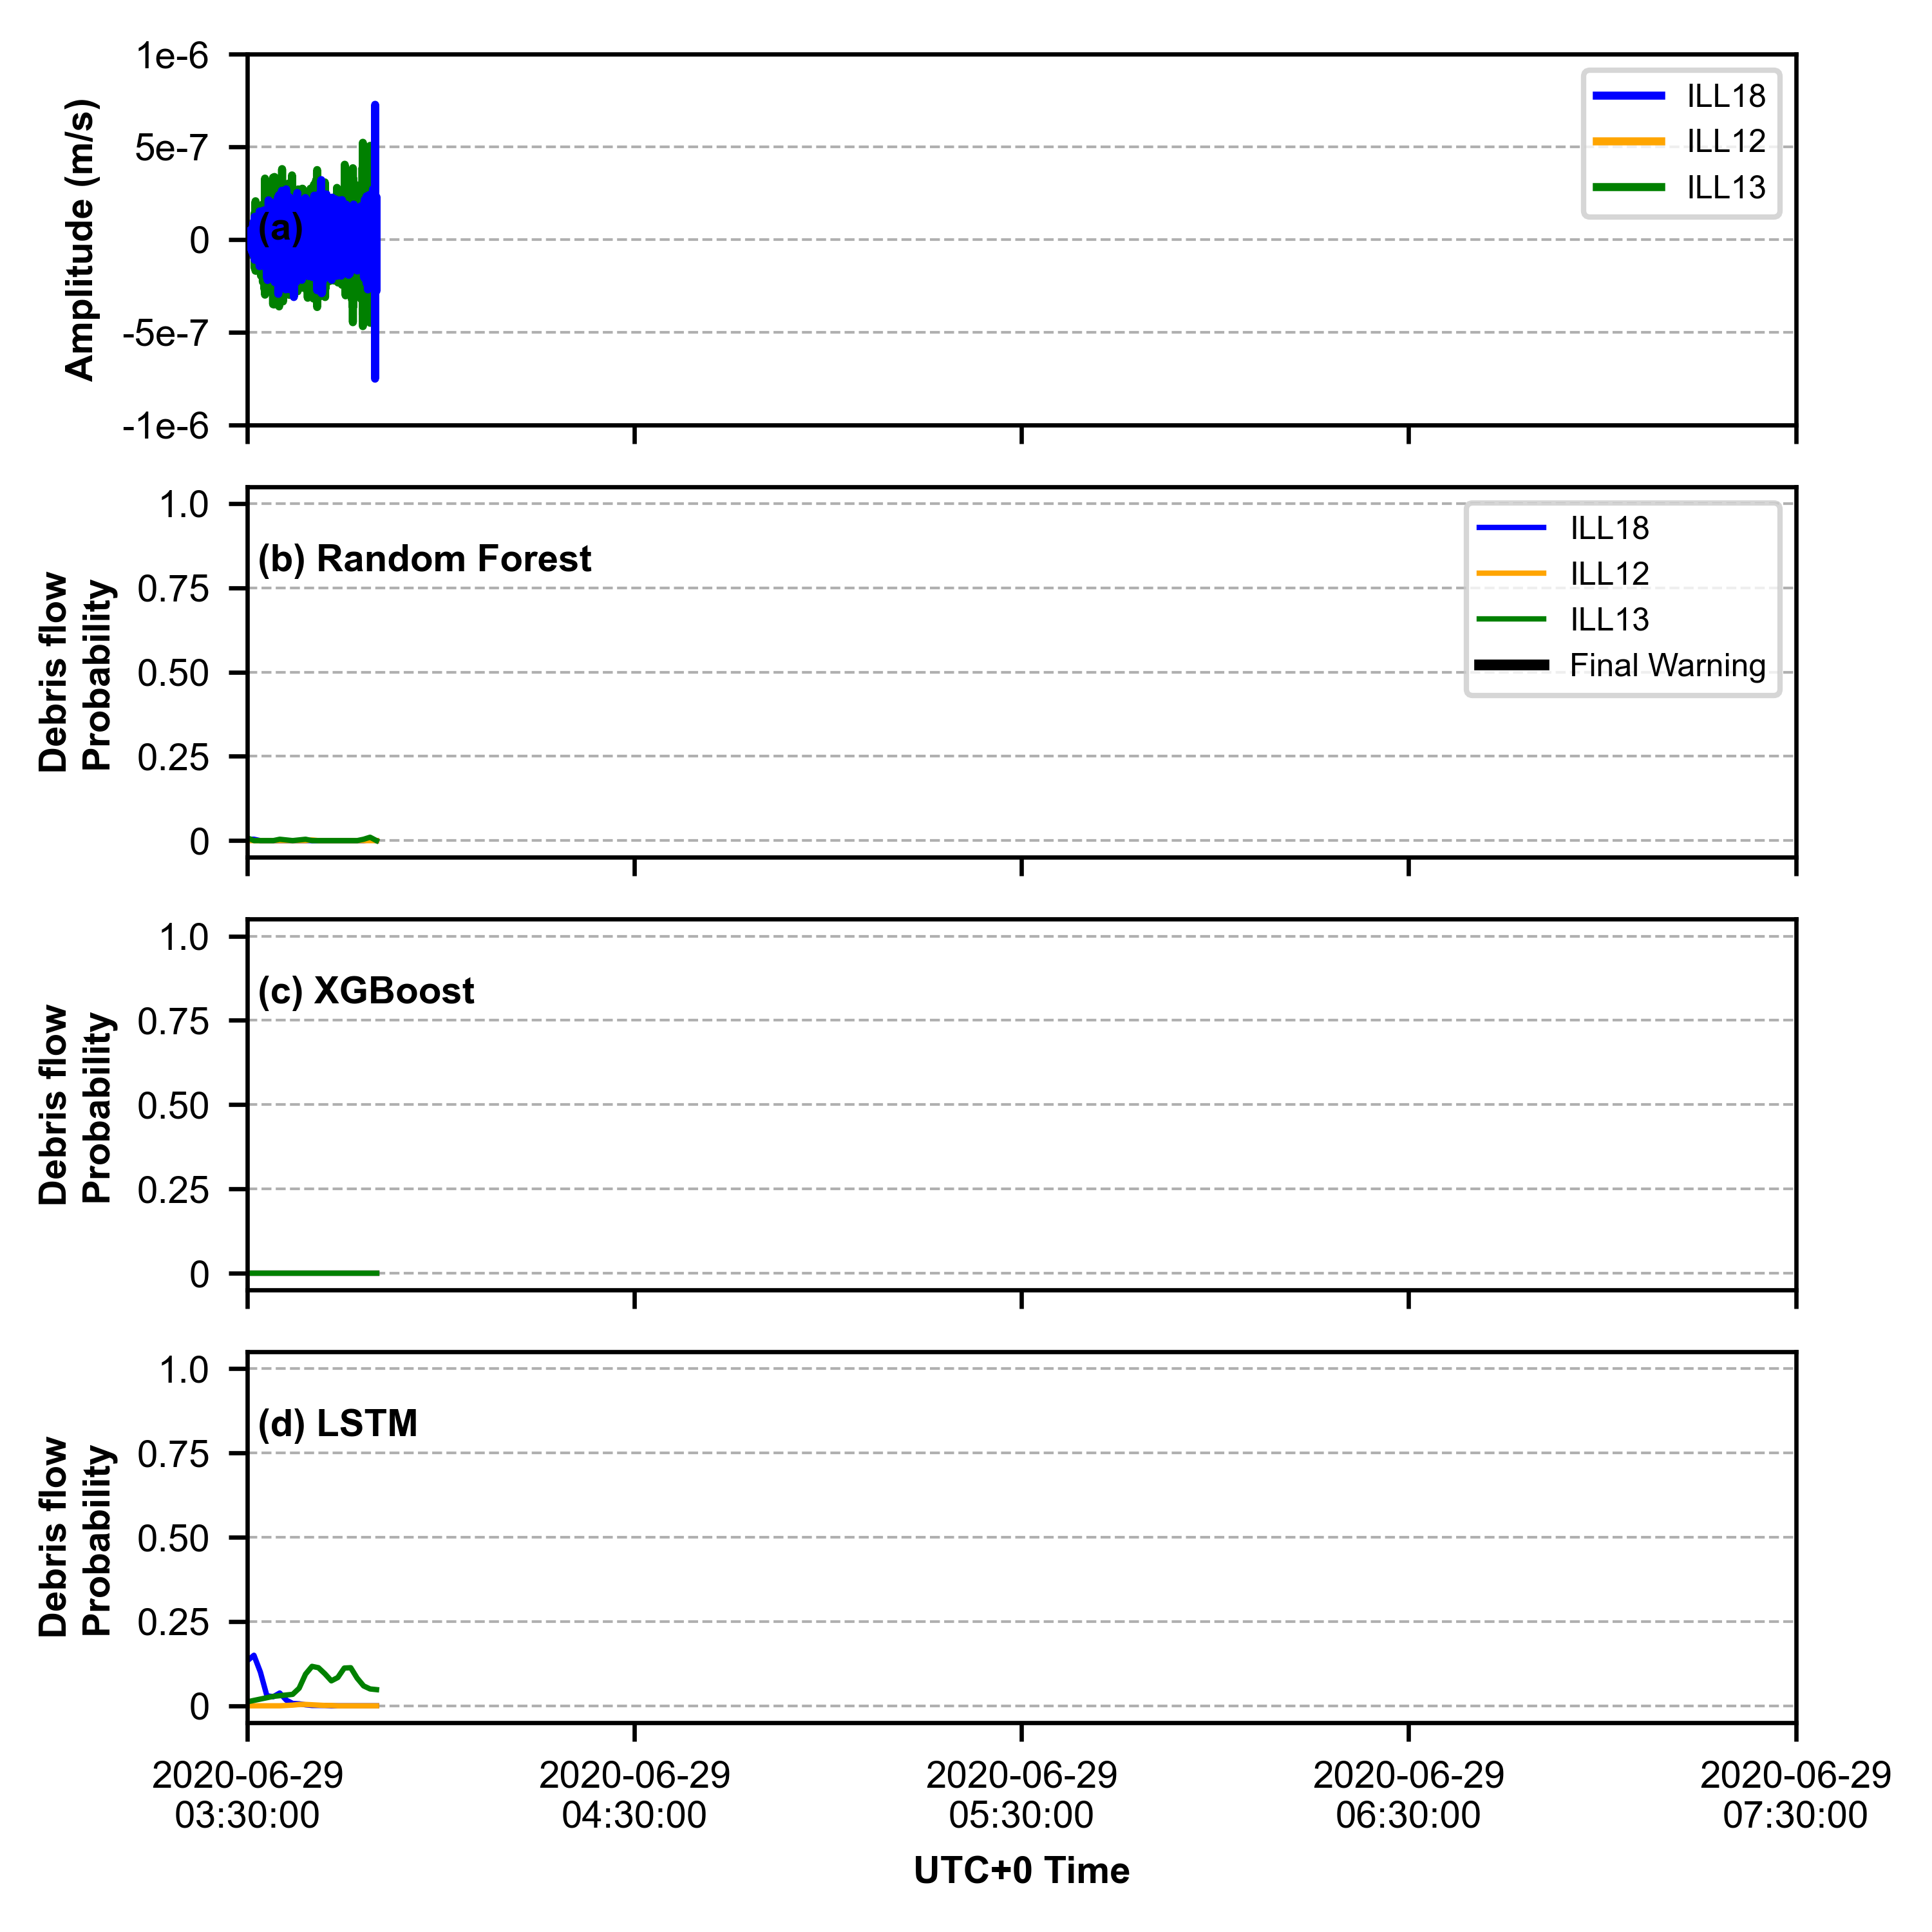 1e-6
5e-7
0
-5e-7
-1e-6
Amplitude (m/s)
(a)
ILL18
ILL12
ILL13
1.0
0.75
0.50
0.25
0
Debris flow
Probability
(b) Random Forest
ILL18
ILL12
ILL13
Final Warning
1.0
0.75
0.50
0.25
0
Debris flow
Probability
(c) XGBoost
1.0
0.75
0.50
0.25
0
Debris flow
Probability
(d) LSTM
2020-06-29
03:30:00
2020-06-29
04:30:00
2020-06-29
05:30:00
2020-06-29
06:30:00
2020-06-29
07:30:00
UTC+0 Time